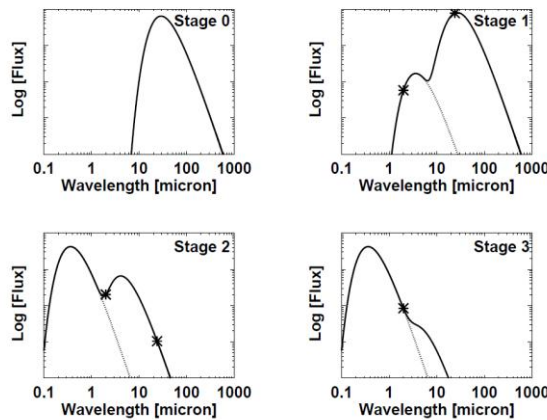 Stage 0
Log [Flux]
0.1 1 10 100 1000
Wavelength [micron]
Stage 1
Log [Flux]
0.1 1 10 100 1000
Wavelength [micron]
Stage 2
Log [Flux]
0.1 1 10 100 1000
Wavelength [micron]
Stage 3
Log [Flux]
0.1 1 10 100 1000
Wavelength [micron]